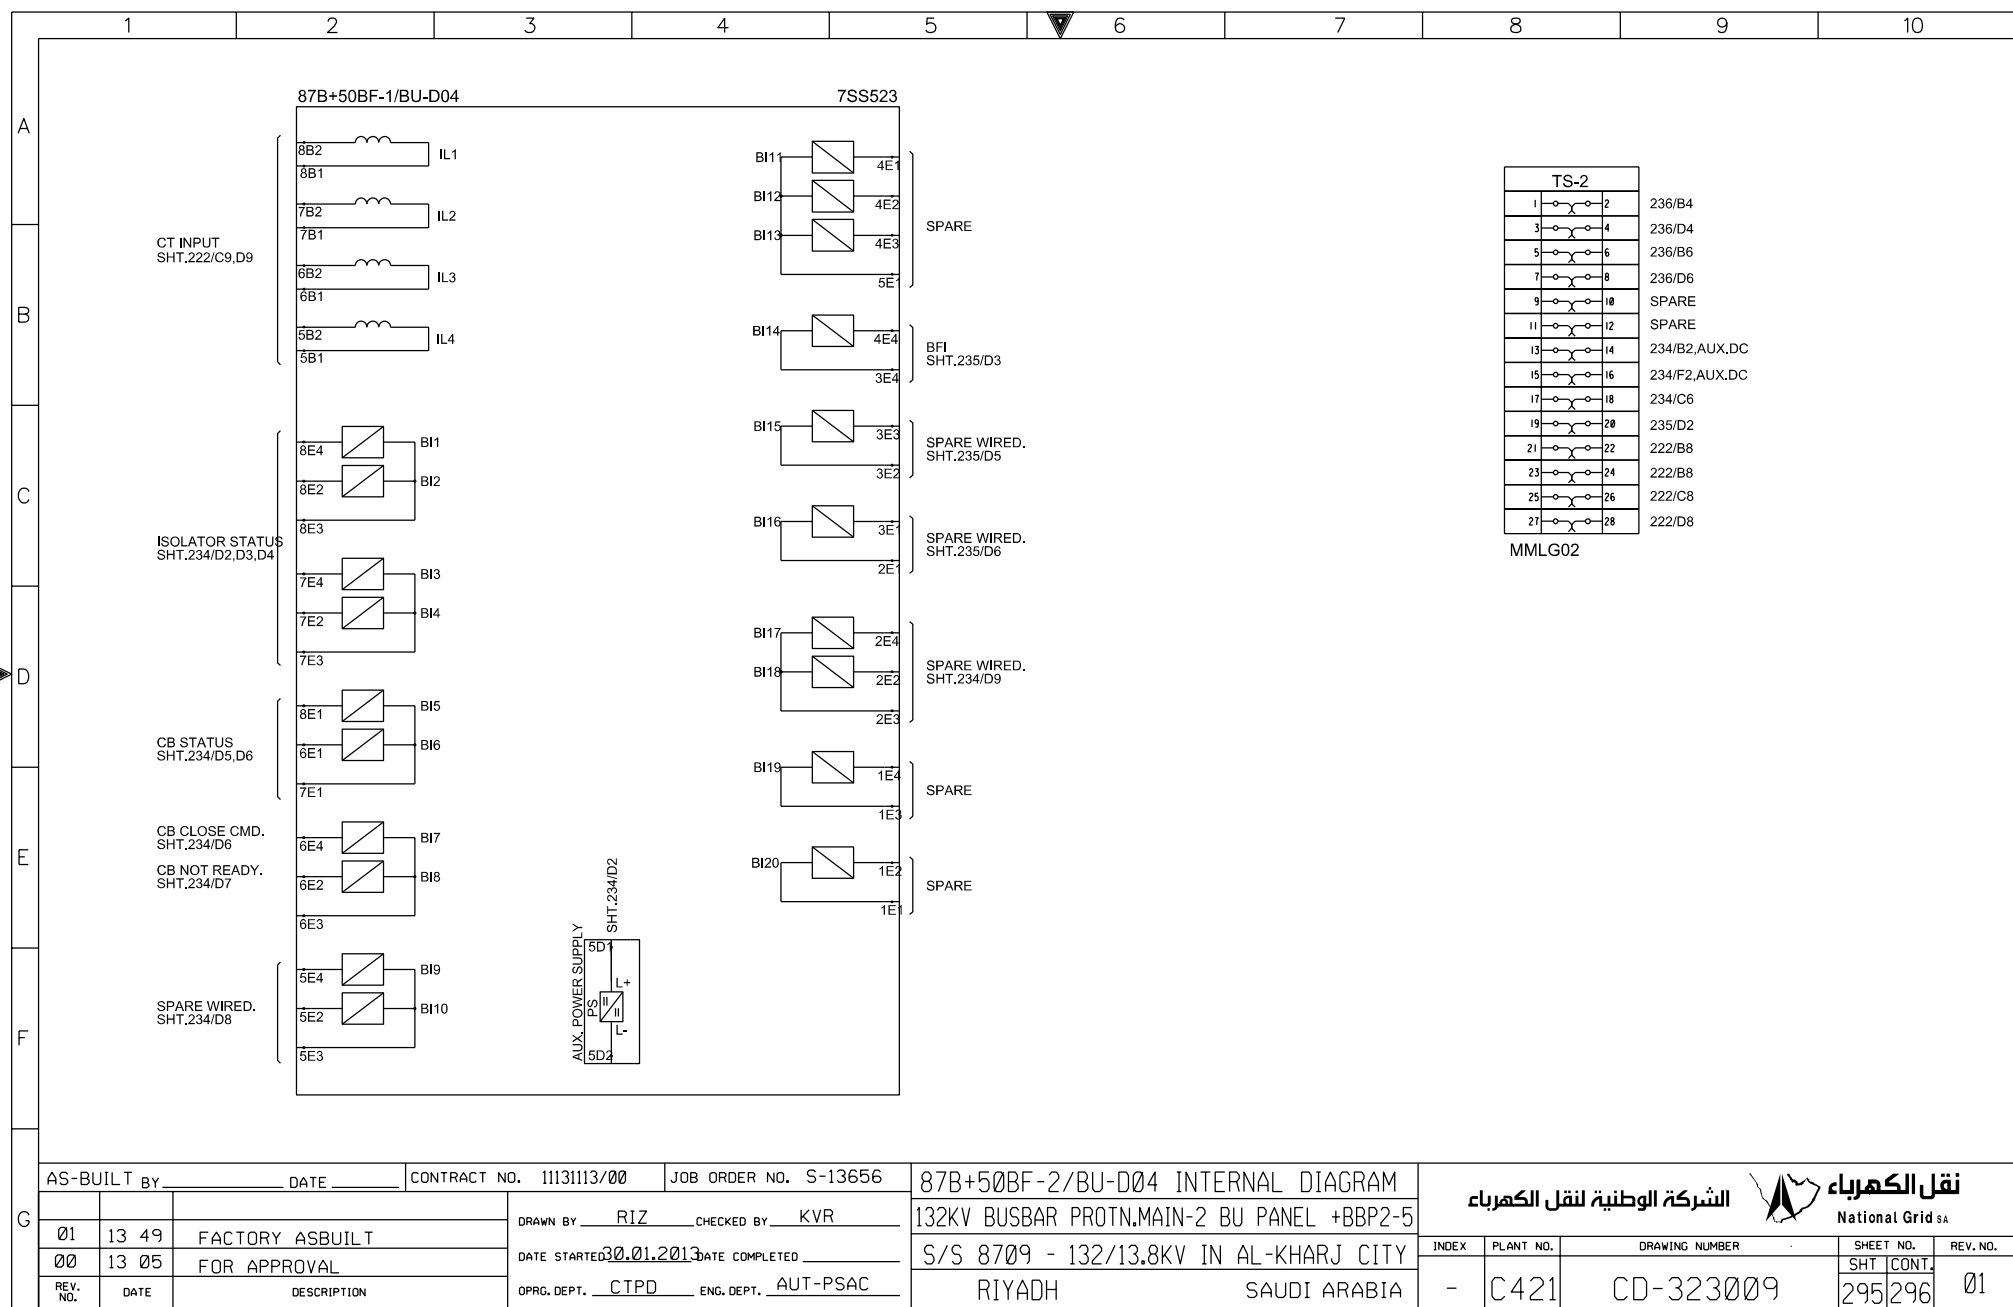 1 2 3 4 5 6 7 8 9 10
A
B
C
D
E
F
G
87B+50BF-1/BU-D04 7SS523
CT INPUT
SHT.222/C9,D9
8B2
8B1
IL1
7B2
7B1
IL2
6B2
6B1
IL3
5B2
5B1
IL4
ISOLATOR STATUS
SHT.234/D2,D3,D4
8E4 BI1
8E2 BI2
8E3
7E4 BI3
7E2 BI4
7E3
CB STATUS
SHT.234/D5,D6
8E1 BI5
6E1 BI6
7E1
CB CLOSE CMD.
SHT.234/D6
CB NOT READY.
SHT.234/D7
6E4 BI7
6E2 BI8
6E3
SPARE WIRED.
SHT.234/D8
5E4 BI9
5E2 BI10
5E3
AUX. POWER SUPPLY
PS
SHT.234/D2
5D1
L+
L-
5D2
BI11 4E1
BI12 4E2
BI13 4E3
5E1
SPARE
BI14 4E4
3E4
BFI
SHT.235/D3
BI15 3E3
3E2
SPARE WIRED.
SHT.235/D5
BI16 3E1
2E1
SPARE WIRED.
SHT.235/D6
BI17 2E4
BI18 2E2
2E3
SPARE WIRED.
SHT.234/D9
BI19 1E4
1E3
SPARE
BI20 1E2
1E1
SPARE
TS-2
1 2 236/B4
3 4 236/D4
5 6 236/B6
7 8 236/D6
9 10 SPARE
11 12 SPARE
13 14 234/B2,AUX.DC
15 16 234/F2,AUX.DC
17 18 234/C6
19 20 235/D2
21 22 222/B8
23 24 222/B8
25 26 222/C8
27 28 222/D8
MMLG02
AS-BUILT BY DATE
CONTRACT NO. 11131113/00
JOB ORDER NO. S-13656
01 13 49 FACTORY ASBUILT
00 13 05 FOR APPROVAL
REV. NO. DATE DESCRIPTION
DRAWN BY RIZ CHECKED BY KVR
DATE STARTED 30.01.2013 DATE COMPLETED
OPRG. DEPT. CTPD ENG. DEPT. AUT-PSAC
87B+50BF-2/BU-D04 INTERNAL DIAGRAM
132KV BUSBAR PROTN.MAIN-2 BU PANEL +BBP2-5
S/S 8709 - 132/13.8KV IN AL-KHARJ CITY
RIYADH SAUDI ARABIA
الشركة الوطنية لنقل الكهرباء
نقل الكهرباء
National Grid SA
INDEX PLANT NO. DRAWING NUMBER SHEET NO. REV. NO.
SHT CONT.
- C421 CD-323009 295 296 01